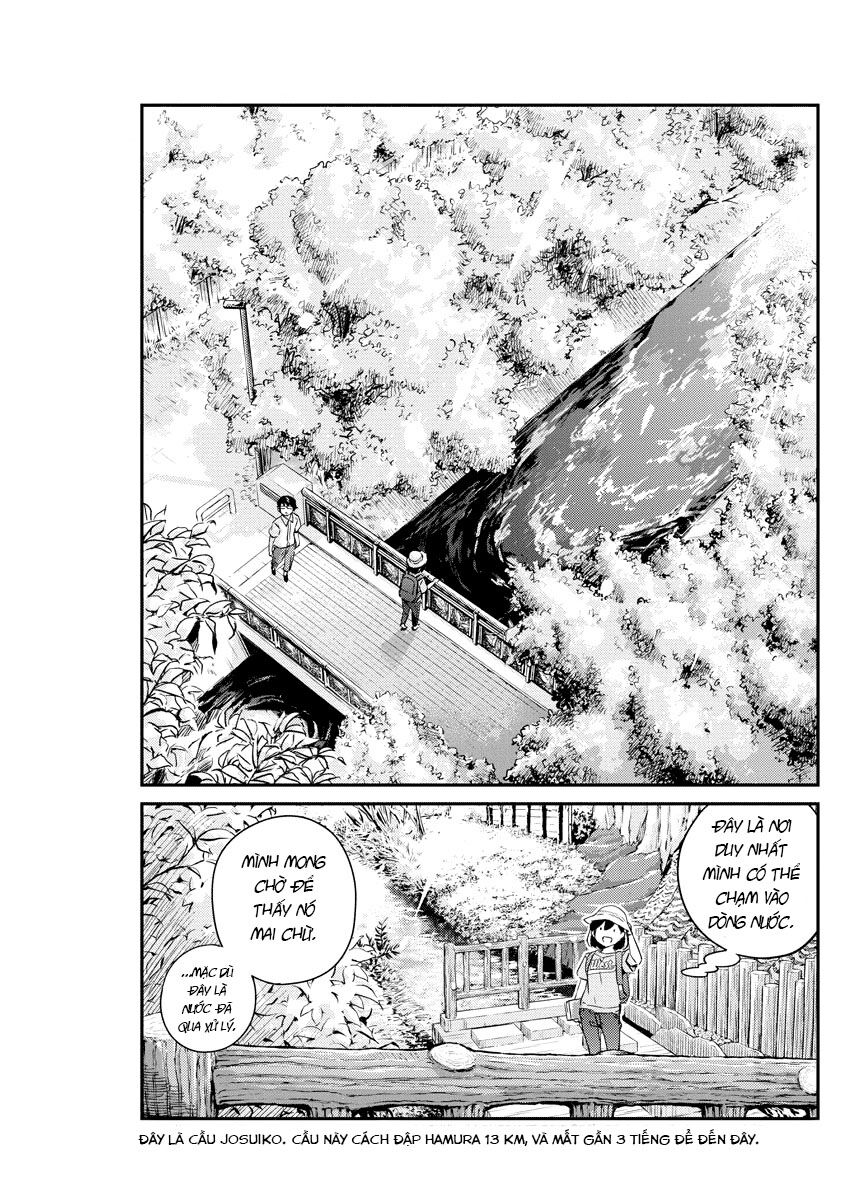 ĐÂY LÀ NƠI
DUY NHẤT
MÌNH CÓ THỂ
CHẠM VÀO
DÒNG NƯỚC.
MÌNH MONG
CHỜ ĐỂ
THẤY NÓ
MAI CHỨ.
...MẶC DÙ
ĐÂY LÀ
NƯỚC ĐÃ
QUA XỬ LÝ.
ĐÂY LÀ CẦU JOSUIKO. CẦU NÀY CÁCH ĐẬP HAMURA 13 KM, VÀ MẤT GẦN 3 TIẾNG ĐỂ ĐẾN ĐÂY.